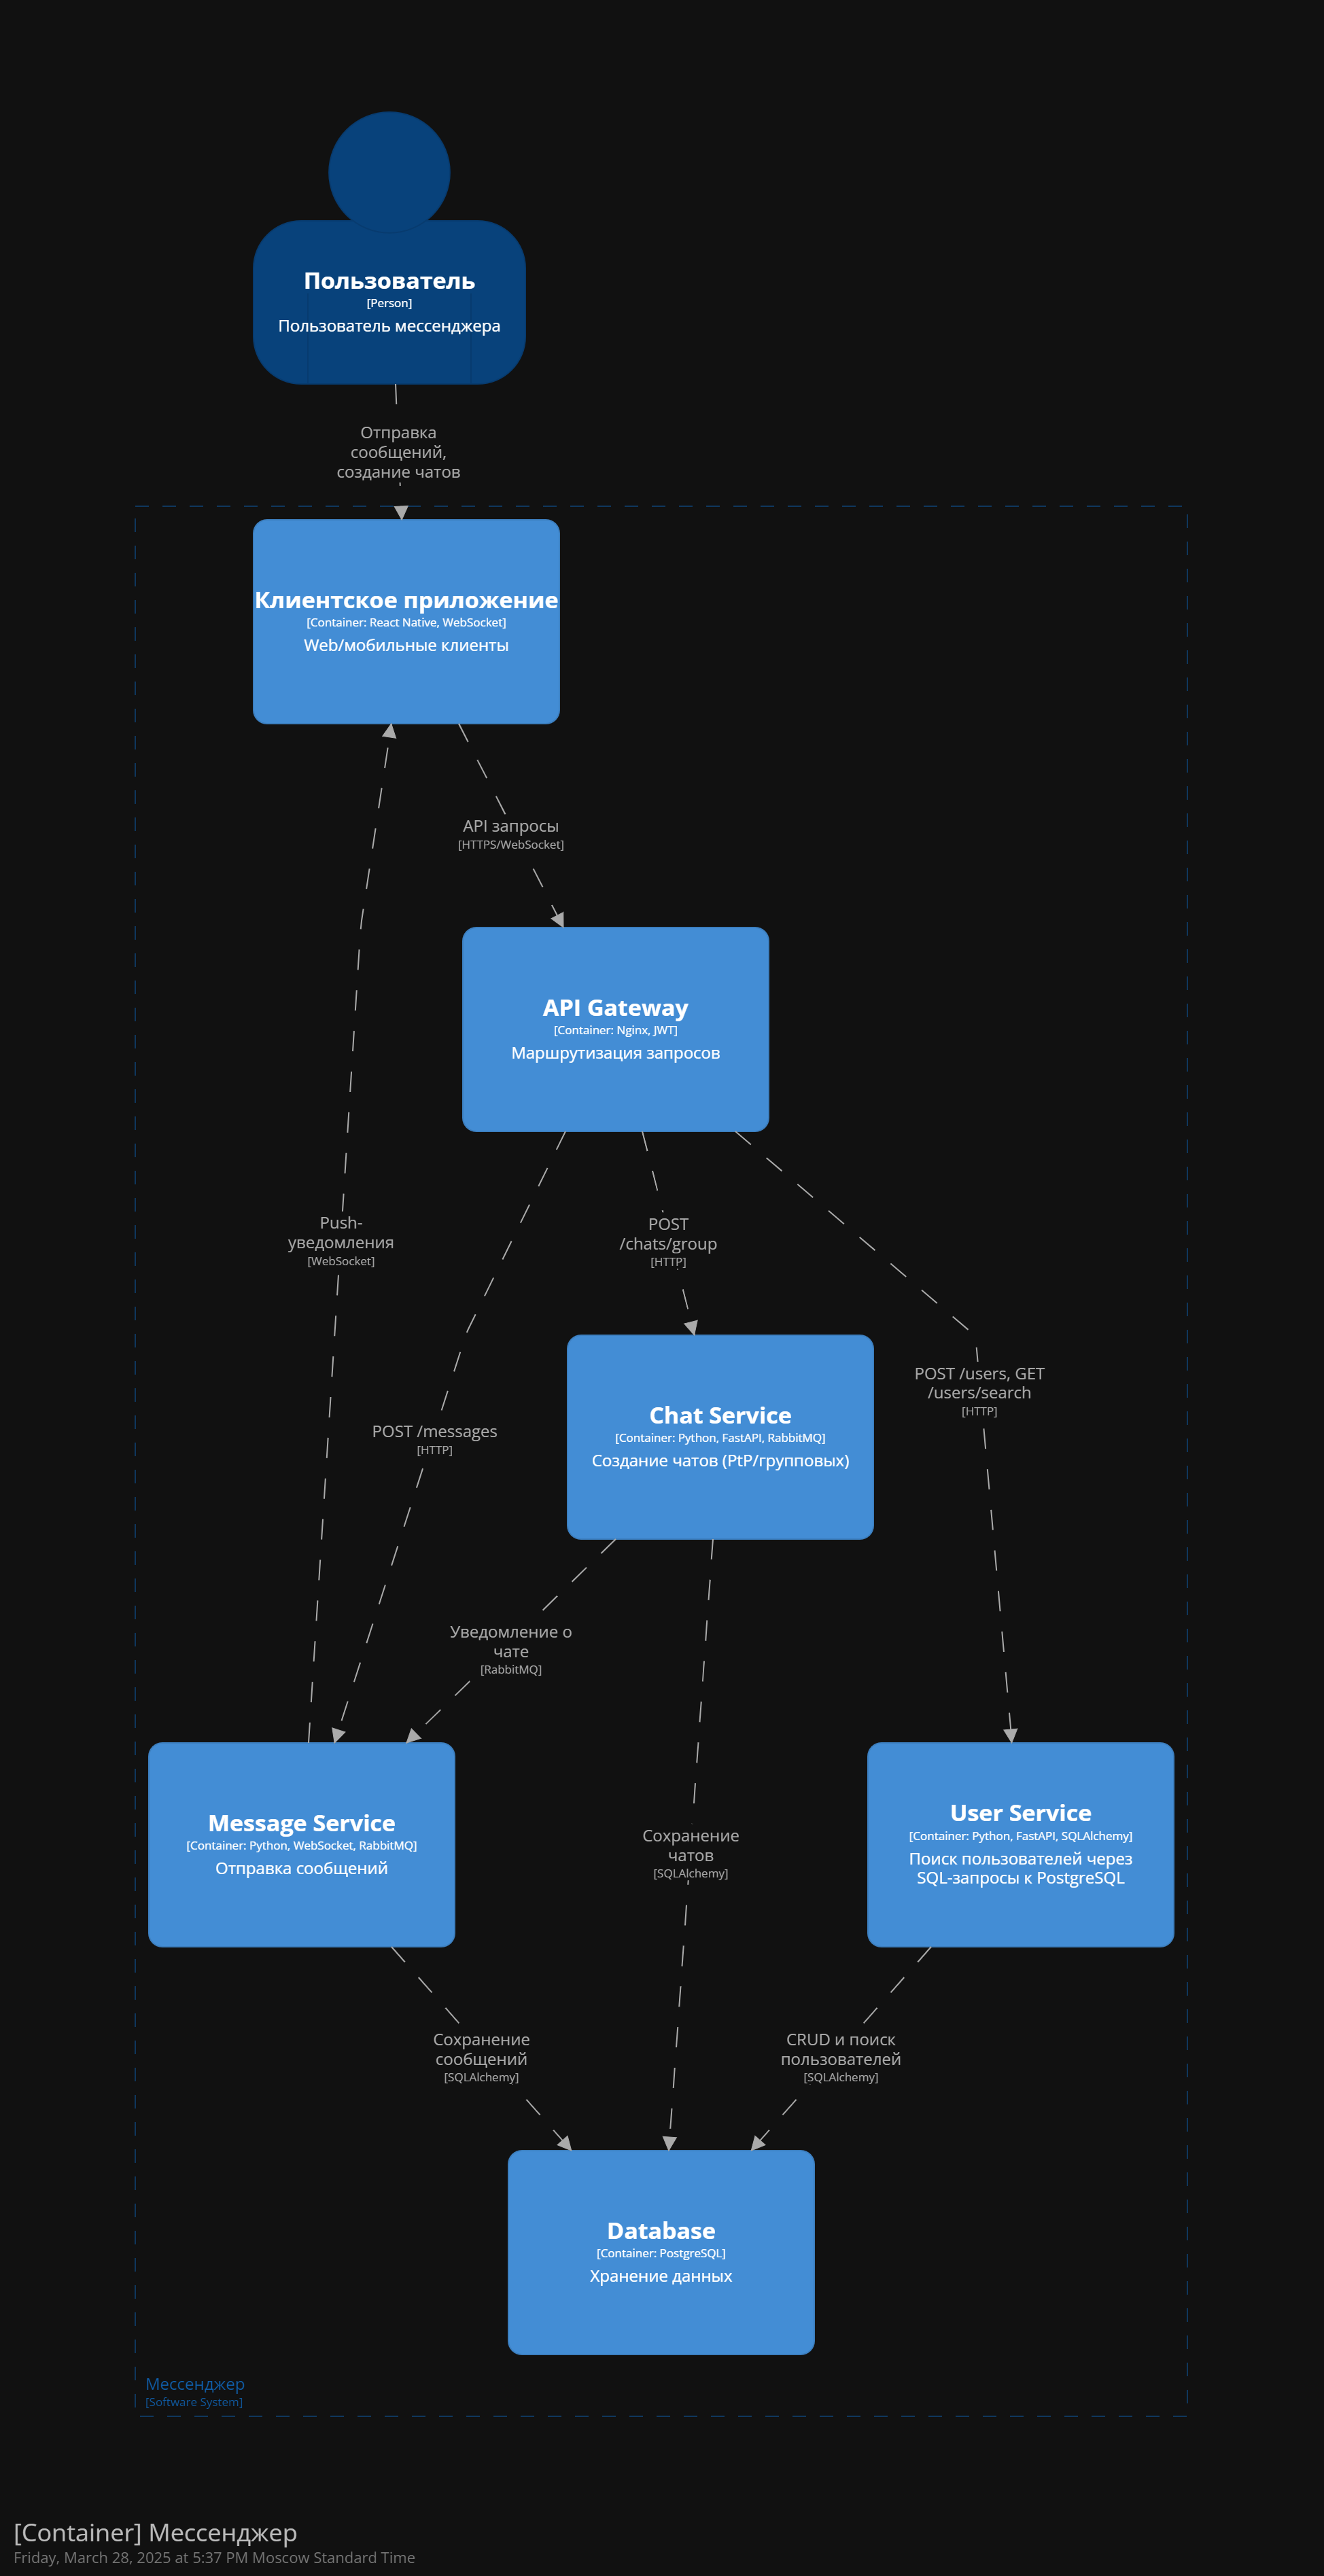 Пользователь
[Person]
Пользователь мессенджера
Отправка
сообщений,
создание чатов
Клиентское приложение
[Container: React Native, WebSocket]
Web/мобильные клиенты
API запросы
[HTTPS/WebSocket]
API Gateway
[Container: Nginx, JWT]
Маршрутизация запросов
Push-
уведомления
[WebSocket]
POST
/chats/group
[HTTP]
POST /users, GET
/users/search
[HTTP]
POST /messages
[HTTP]
Chat Service
[Container: Python, FastAPI, RabbitMQ]
Создание чатов (PtP/групповых)
Уведомление о
чате
[RabbitMQ]
Message Service
[Container: Python, WebSocket, RabbitMQ]
Отправка сообщений
Сохранение
чатов
[SQLAlchemy]
User Service
[Container: Python, FastAPI, SQLAlchemy]
Поиск пользователей через
SQL-запросы к PostgreSQL
Сохранение
сообщений
[SQLAlchemy]
CRUD и поиск
пользователей
[SQLAlchemy]
Database
[Container: PostgreSQL]
Хранение данных
Мессенджер
[Software System]
[Container] Мессенджер
Friday, March 28, 2025 at 5:37 PM Moscow Standard Time